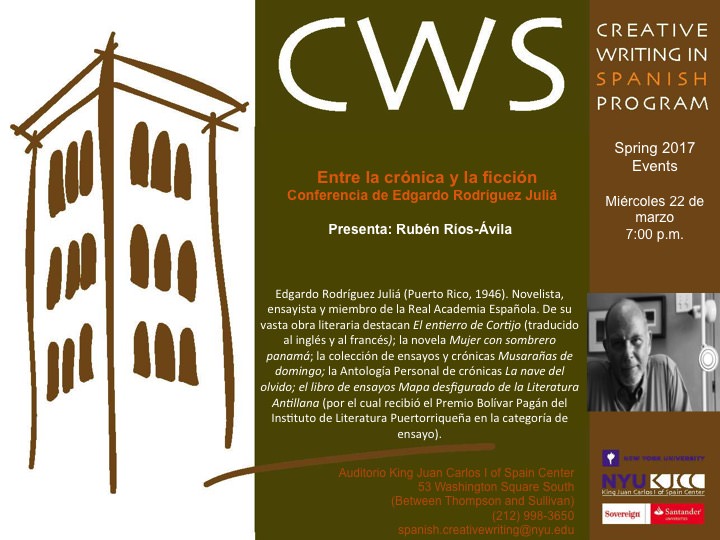 CWS
Entre la crónica y la ficción
Conferencia de Edgardo Rodríguez Juliá
Presenta: Rubén Ríos-Ávila
Edgardo Rodríguez Juliá (Puerto Rico, 1946). Novelista,
ensayista y miembro de la Real Academia Española. De su
vasta obra literaria destacan El entierro de Cortijo (traducido
al inglés y al francés); la novela Mujer con sombrero
panamá; la colección de ensayos y crónicas Musarañas de
domingo; la Antología Personal de crónicas La nave del
olvido; el libro de ensayos Mapa desfigurado de la Literatura
Antillana (por el cual recibió el Premio Bolívar Pagán del
Instituto de Literatura Puertorriqueña en la categoría de
ensayo).
Auditorio King Juan Carlos I of Spain Center
53 Washington Square South
(Between Thompson and Sullivan)
(212) 998-3650
spanish.creativewriting@nyu.edu
CREATIVE
WRITING IN
SPANISH
PROGRAM
Spring 2017
Events
Miércoles 22 de
marzo
7:00 p.m.
NEW YORK UNIVERSITY
NYU KJCC
King Juan Carlos I of Spain Center
Sovereign Santander